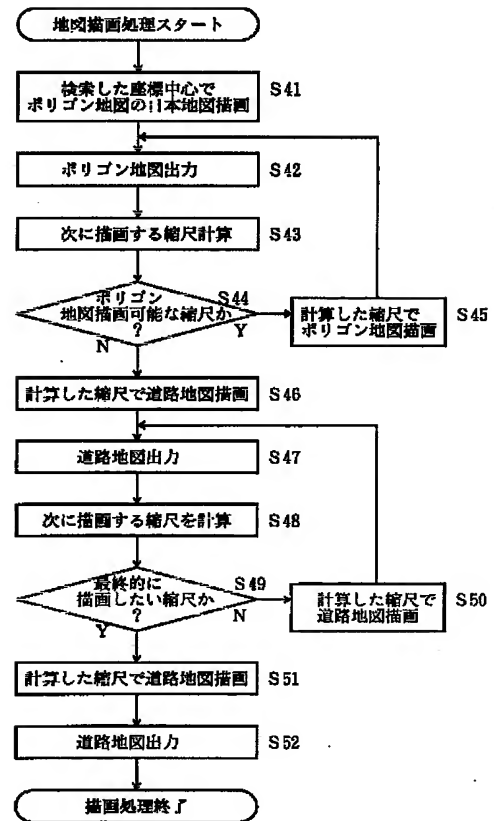 地図描画処理スタート
検索した座標中心で
ポリゴン地図の日本地図描画
S41
ポリゴン地図出力
S42
次に描画する縮尺計算
S43
ポリゴン
地図描画可能な縮尺か
?
S44
N
Y
計算した縮尺で
ポリゴン地図描画
S45
計算した縮尺で道路地図描画
S46
道路地図出力
S47
次に描画する縮尺を計算
S48
最終的に
描画したい縮尺か
?
S49
Y
N
計算した縮尺で
道路地図描画
S50
計算した縮尺で道路地図描画
S51
道路地図出力
S52
描画処理終了